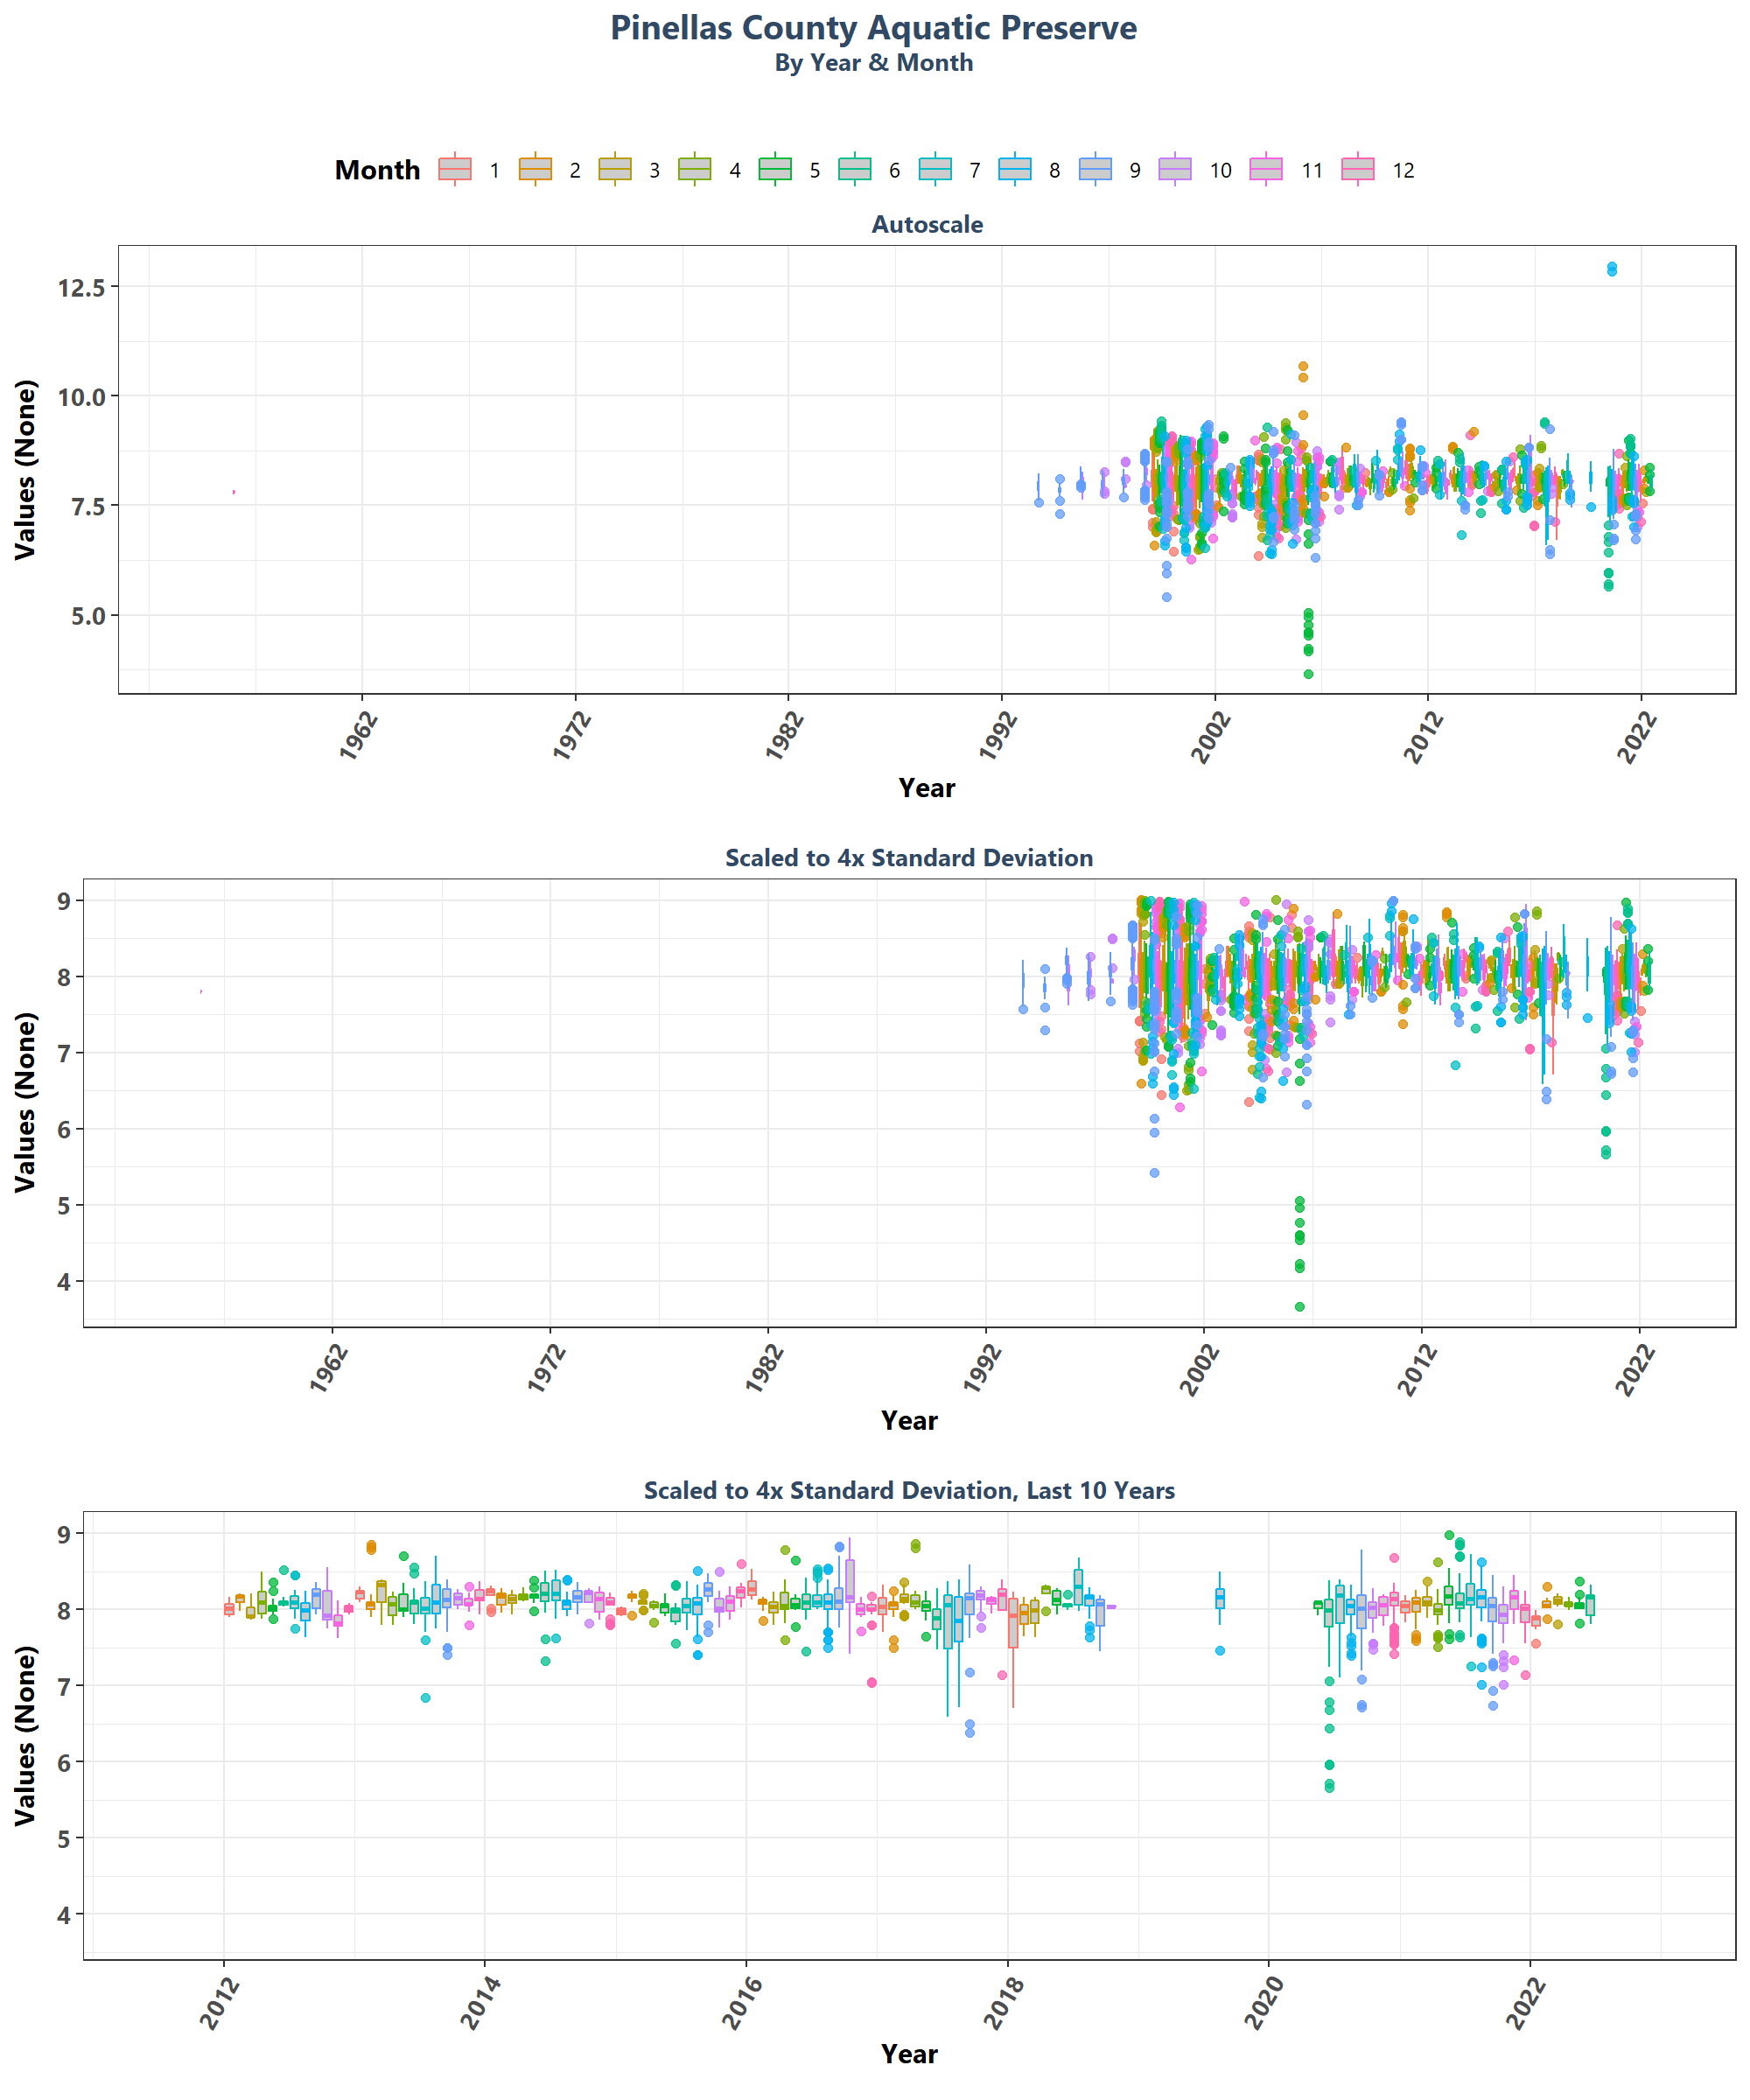 Pinellas County Aquatic Preserve
By Year & Month
Month 1 2 3 4 5 6 7 8 9 10 11 12
Autoscale
Values (None)
12.5
10.0
7.5
5.0
1962 1972 1982 1992 2002 2012 2022
Year
Scaled to 4x Standard Deviation
Values (None)
9
8
7
6
5
4
1962 1972 1982 1992 2002 2012 2022
Year
Scaled to 4x Standard Deviation, Last 10 Years
Values (None)
9
8
7
6
5
4
2012 2014 2016 2018 2020 2022
Year